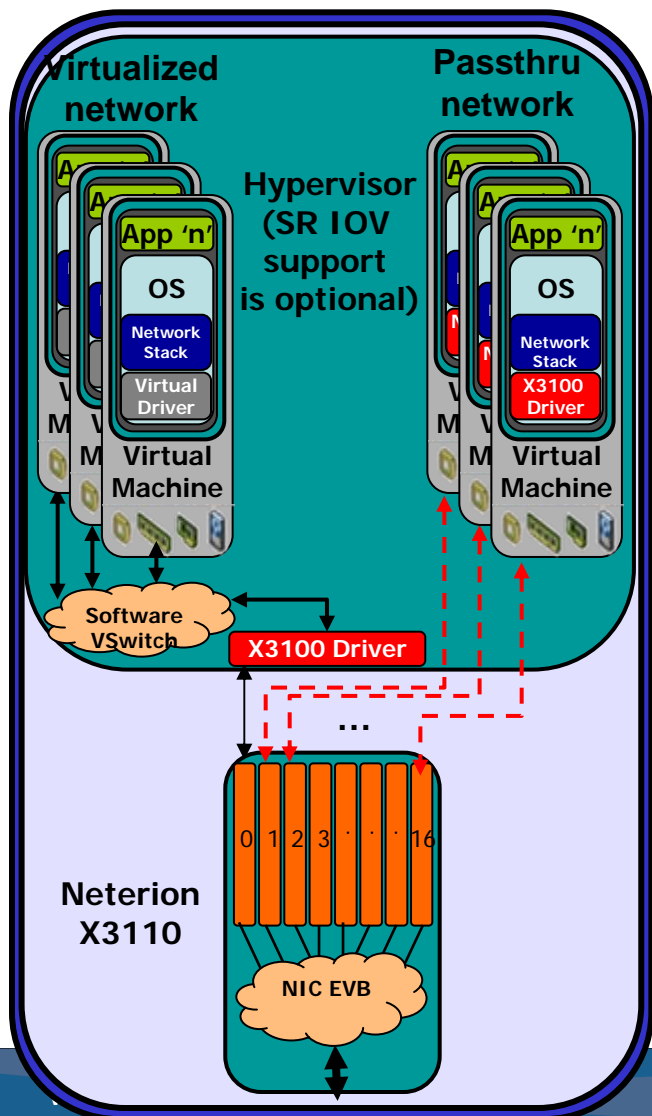 Virtualized
network
Passthru
network
Hypervisor
(SR IOV
support
is optional)
App 'n'
OS
Network
Stack
Virtual
Driver
Virtual
Machine
App 'n'
OS
Network
Stack
X3100
Driver
Virtual
Machine
Software
VSwitch
X3100 Driver
...
0 1 2 3 . . . 16
Neterion
X3110
NIC EVB